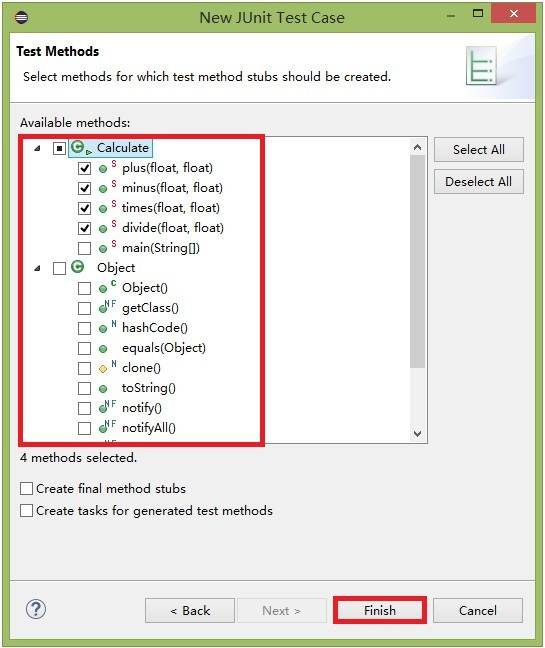 New JUnit Test Case
Test Methods
Select methods for which test method stubs should be created.
Available methods:
Calculate
S plus(float, float)
S minus(float, float)
S times(float, float)
S divide(float, float)
S main(String[])
Object
C Object()
N F getClass()
N hashCode()
equals(Object)
N clone()
toString()
N F notify()
N F notifyAll()
Select All
Deselect All
4 methods selected.
Create final method stubs
Create tasks for generated test methods
? < Back Next > Finish Cancel